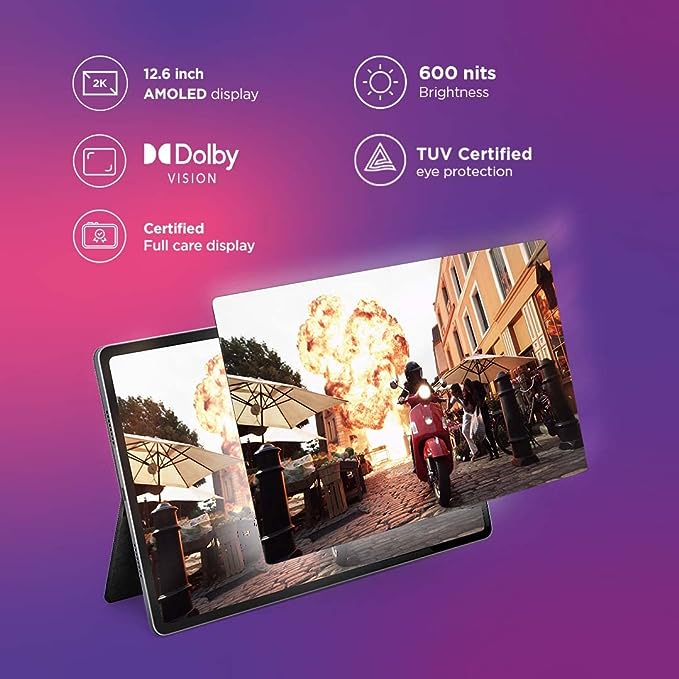 2K
12.6 inch
AMOLED display
600 nits
Brightness
Dolby
VISION
TUV Certified
eye protection
Certified
Full care display